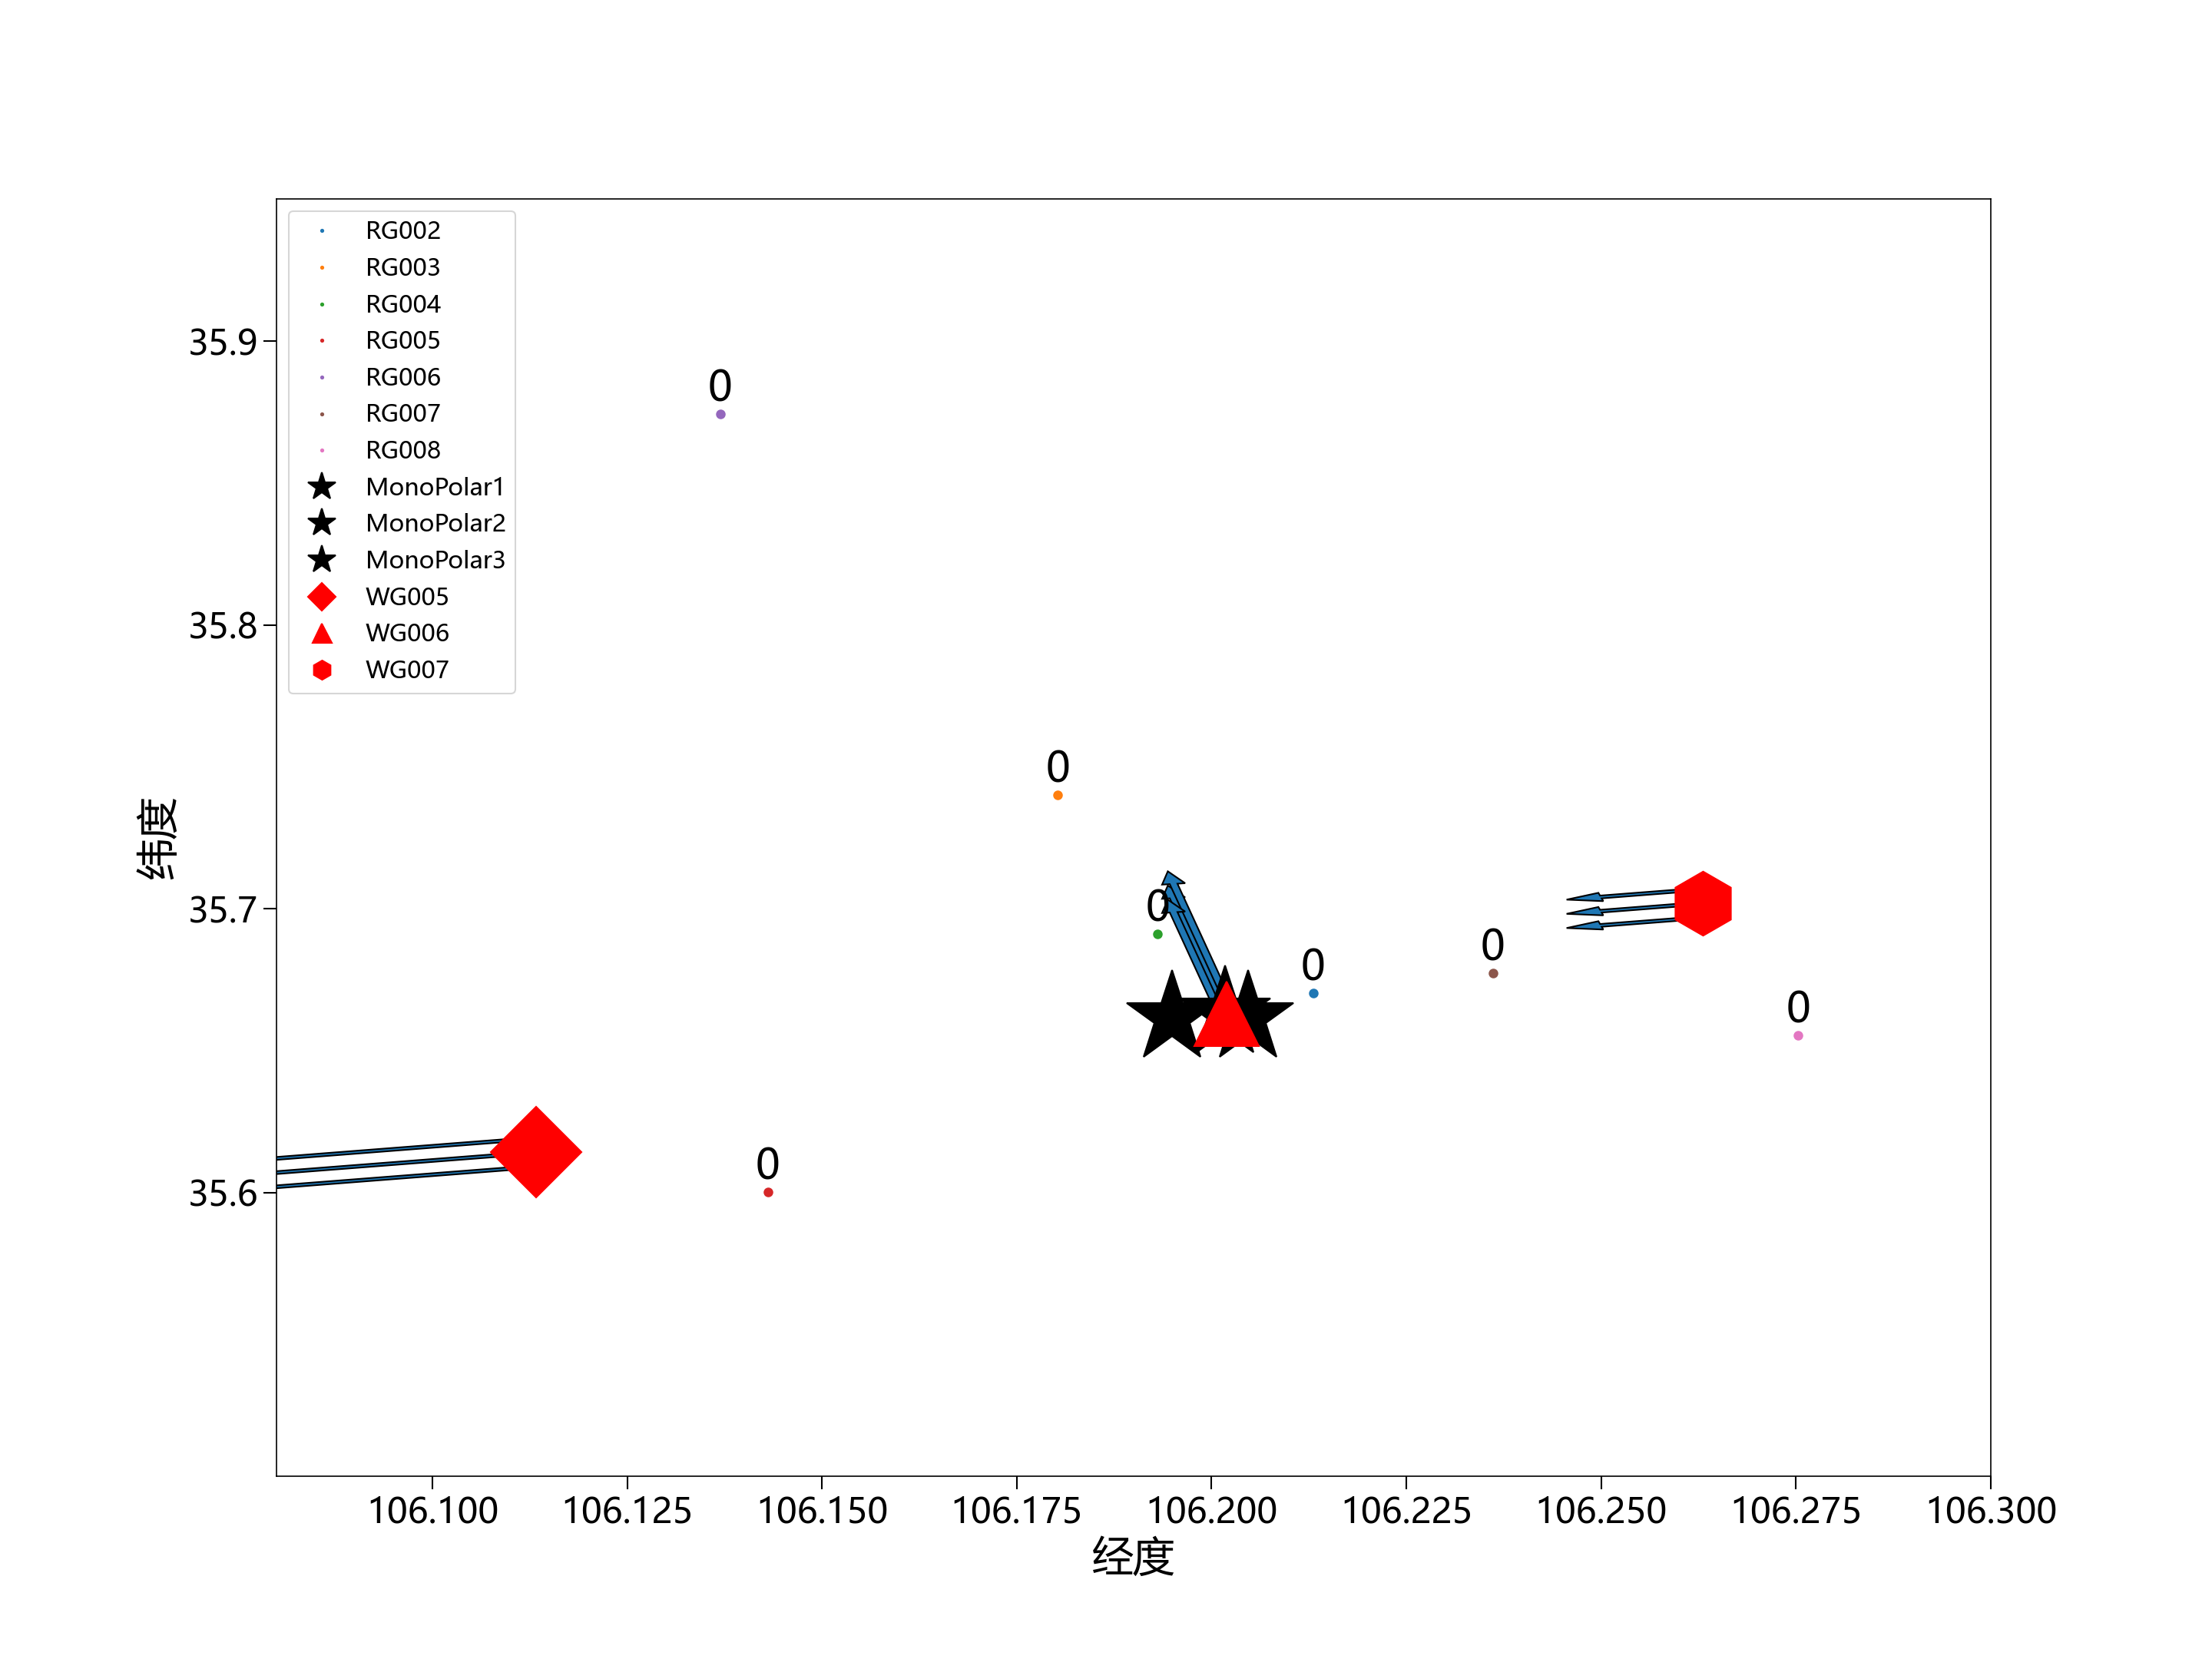 RG002
RG003
RG004
RG005
RG006
RG007
RG008
MonoPolar1
MonoPolar2
MonoPolar3
WG005
WG006
WG007
35.9
35.8
35.7
35.6
纬度
0
0
0
0
0
0
0
106.100
106.125
106.150
106.175
106.200
106.225
106.250
106.275
106.300
经度